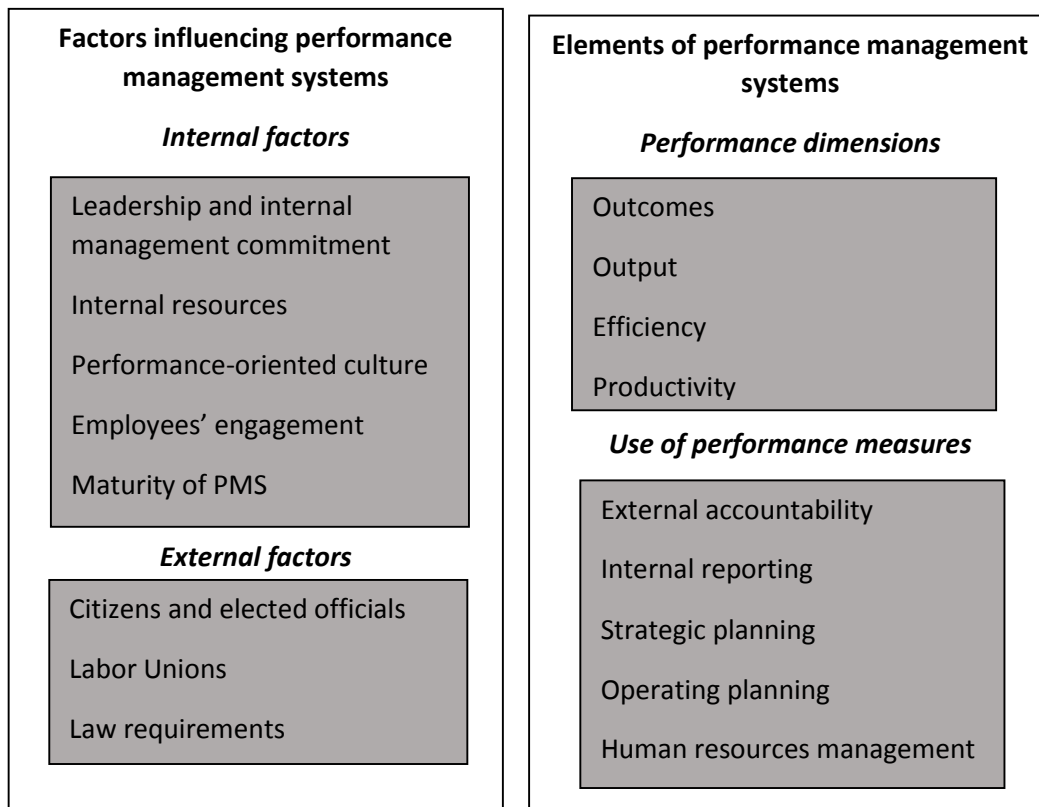 Factors influencing performance
management systems
Internal factors
Leadership and internal
management commitment
Internal resources
Performance-oriented culture
Employees’ engagement
Maturity of PMS
External factors
Citizens and elected officials
Labor Unions
Law requirements
Elements of performance management
systems
Performance dimensions
Outcomes
Output
Efficiency
Productivity
Use of performance measures
External accountability
Internal reporting
Strategic planning
Operating planning
Human resources management